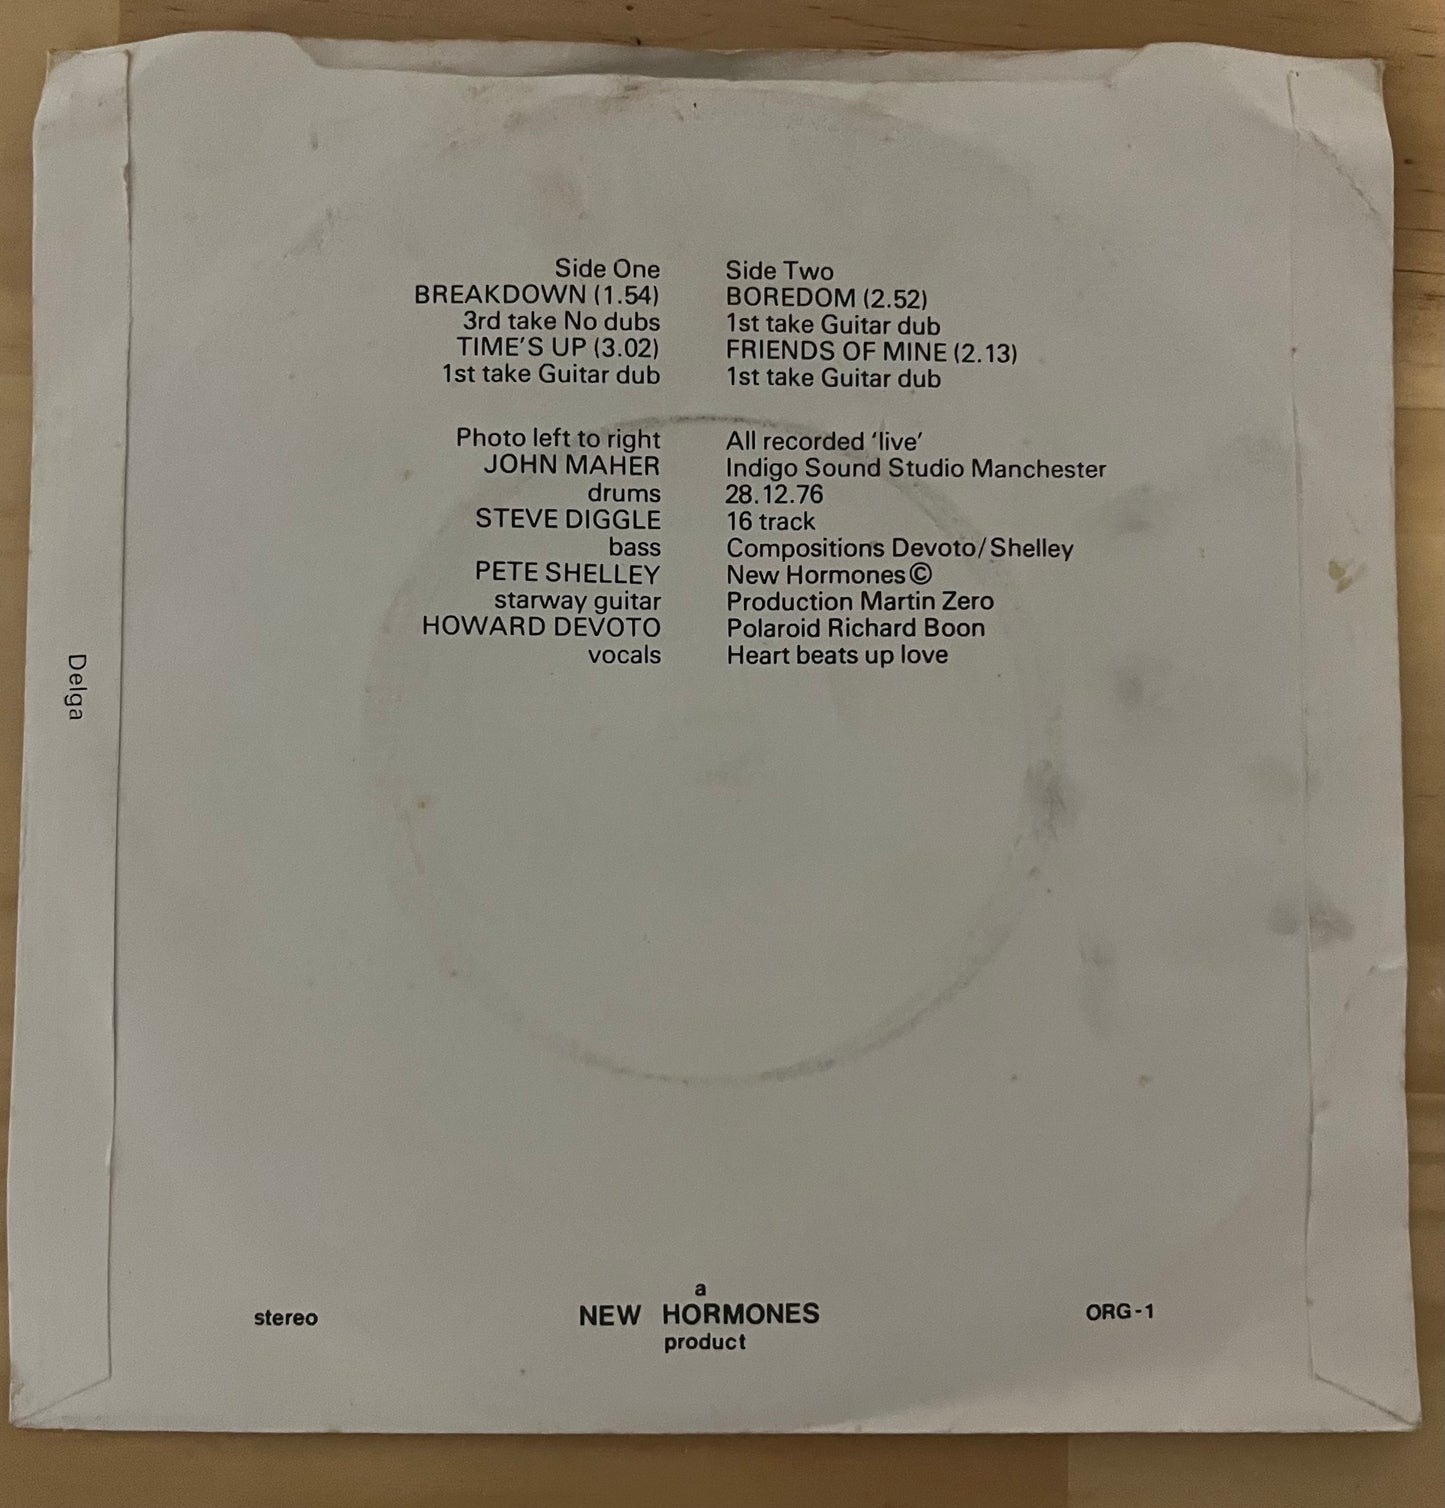 Side One
BREAKDOWN (1.54)
3rd take No dubs
TIME'S UP (3.02)
1st take Guitar dub
Side Two
BOREDOM (2.52)
1st take Guitar dub
FRIENDS OF MINE (2.13)
1st take Guitar dub
Photo left to right
JOHN MAHER
drums
STEVE DIGGLE
bass
PETE SHELLEY
starway guitar
HOWARD DEVOTO
vocals
All recorded ‘live’
Indigo Sound Studio Manchester
28.12.76
16 track
Compositions Devoto/Shelley
New Hormones©
Production Martin Zero
Polaroid Richard Boon
Heart beats up love
Delga
stereo
a
NEW HORMONES
product
ORG-1